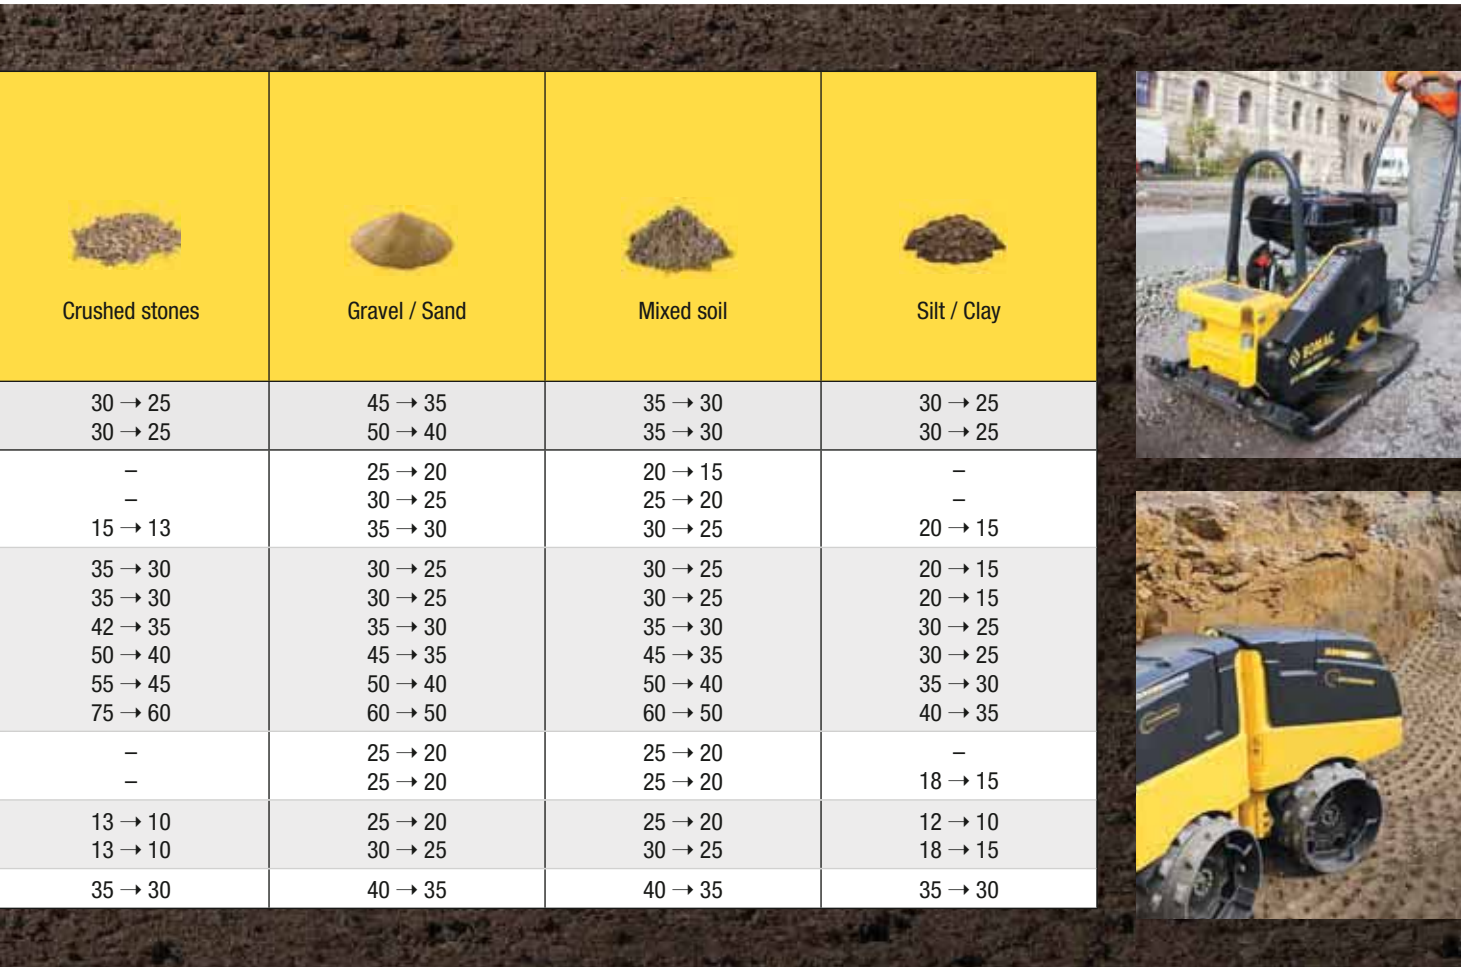 Crushed stones Gravel / Sand Mixed soil Silt / Clay
30 → 25 45 → 35 35 → 30 30 → 25
30 → 25 50 → 40 35 → 30 30 → 25
– 25 → 20 20 → 15 –
– 30 → 25 25 → 20 –
15 → 13 35 → 30 30 → 25 20 → 15
35 → 30 30 → 25 30 → 25 20 → 15
35 → 30 30 → 25 30 → 25 20 → 15
42 → 35 35 → 30 35 → 30 30 → 25
50 → 40 45 → 35 45 → 35 30 → 25
55 → 45 50 → 40 50 → 40 35 → 30
75 → 60 60 → 50 60 → 50 40 → 35
– 25 → 20 25 → 20 –
– 25 → 20 25 → 20 18 → 15
13 → 10 25 → 20 25 → 20 12 → 10
13 → 10 30 → 25 30 → 25 18 → 15
35 → 30 40 → 35 40 → 35 35 → 30
BOMAG